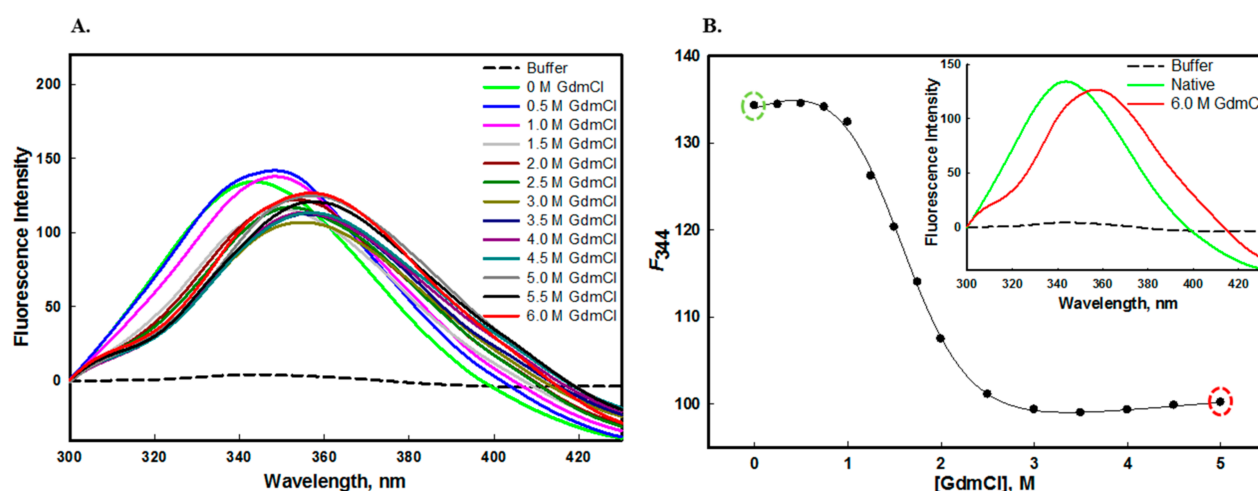 A.
Fluorescence Intensity
200
150
100
50
0
300
320
340
360
380
400
420
Wavelength, nm
Buffer
0 M GdmCl
0.5 M GdmCl
1.0 M GdmCl
1.5 M GdmCl
2.0 M GdmCl
2.5 M GdmCl
3.0 M GdmCl
3.5 M GdmCl
4.0 M GdmCl
4.5 M GdmCl
5.0 M GdmCl
5.5 M GdmCl
6.0 M GdmCl
B.
F344
140
130
120
110
100
0
1
2
3
4
5
[GdmCl], M
Fluorescence Intensity
150
100
50
0
300
320
340
360
380
400
420
Wavelength, nm
Buffer
Native
6.0 M GdmCl